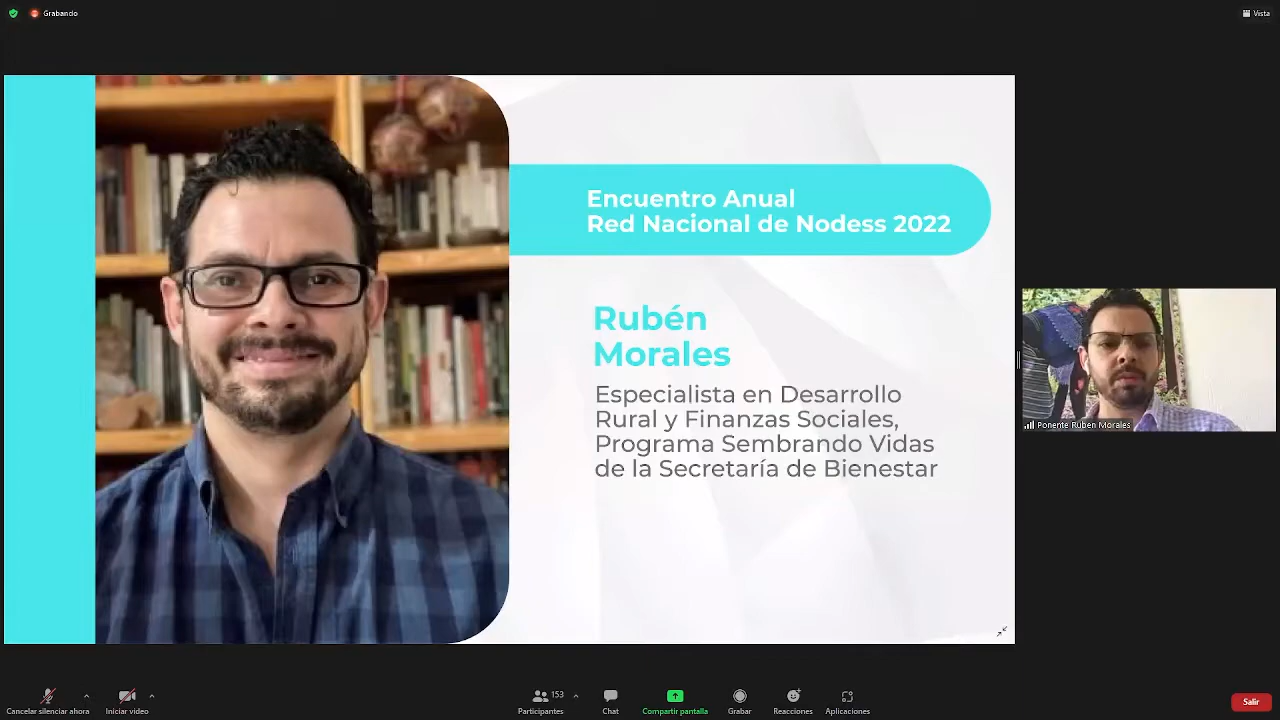 Grabando
Vista
Encuentro Anual
Red Nacional de Nodess 2022
Rubén
Morales
Especialista en Desarrollo
Rural y Finanzas Sociales,
Programa Sembrando Vidas
de la Secretaría de Bienestar
Ponente Ruben Morales
Cancelar silenciar ahora
Iniciar video
153
Participantes
Chat
Compartir pantalla
Grabar
Reacciones
Aplicaciones
Salir